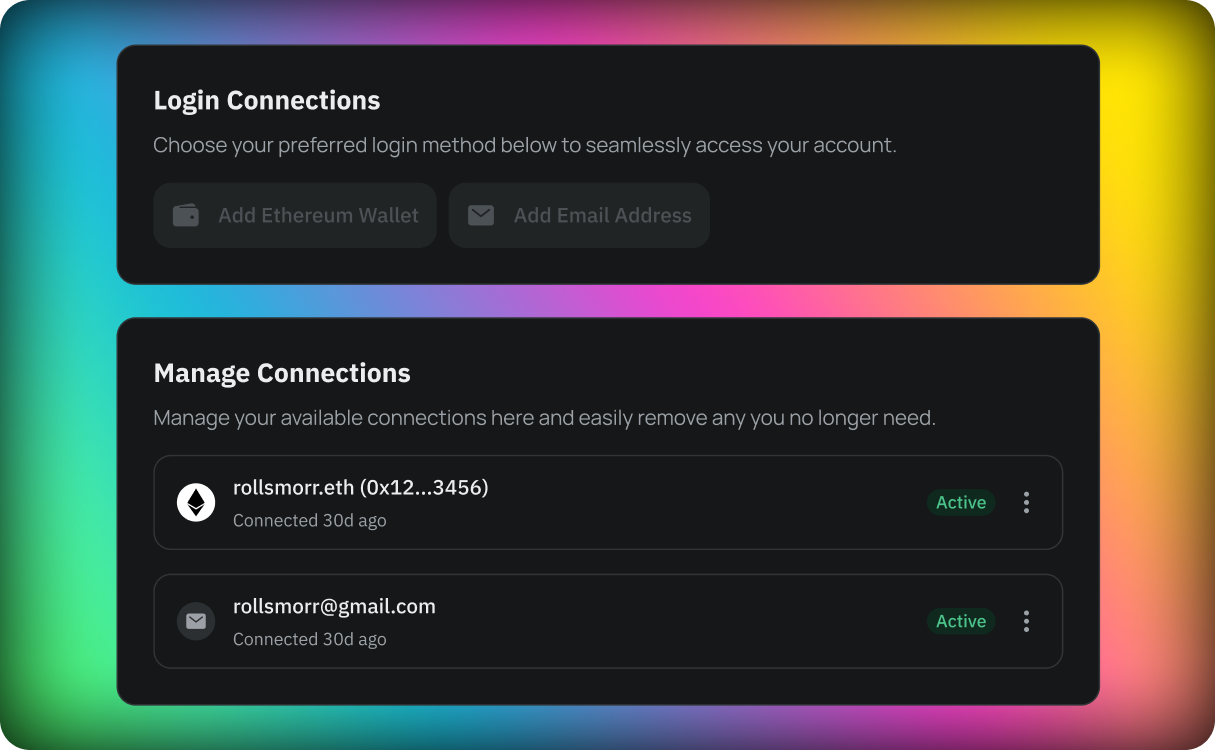 Login Connections
Choose your preferred login method below to seamlessly access your account.
Add Ethereum Wallet
Add Email Address
Manage Connections
Manage your available connections here and easily remove any you no longer need.
rollsmorr.eth (0x12...3456)
Connected 30d ago
Active
rollsmorr@gmail.com
Connected 30d ago
Active